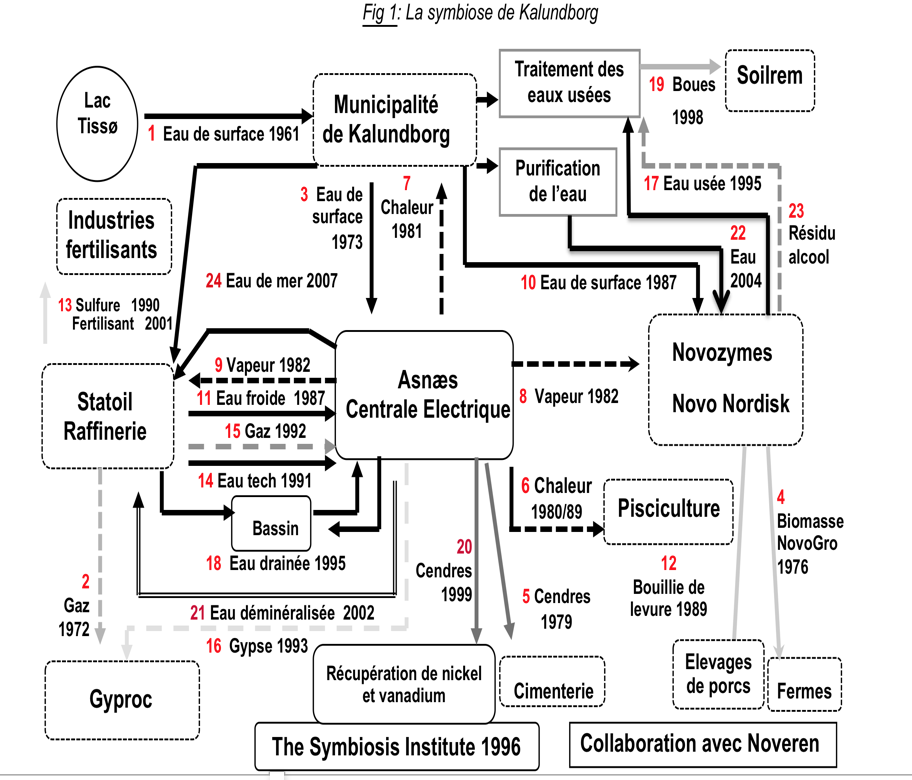 Fig 1: La symbiose de Kalundborg
Lac
Tissø
1 Eau de surface 1961
Municipalité
de Kalundborg
Traitement des
eaux usées
19 Boues
1998
Soilrem
Purification
de l'eau
17 Eau usée 1995
Industries
fertilisants
3 Eau de
surface
1973
7
Chaleur
1981
22
Eau
2004
23
Résidu
alcool
24 Eau de mer 2007
10 Eau de surface 1987
13 Sulfure 1990
Fertilisant 2001
Statoil
Raffinerie
9 Vapeur 1982
11 Eau froide 1987
15 Gaz 1992
14 Eau tech 1991
Asnæs
Centrale Electrique
8 Vapeur 1982
Novozymes
Novo Nordisk
Bassin
18 Eau drainée 1995
6 Chaleur
1980/89
Pisciculture
4
Biomasse
NovoGro
1976
2
Gaz
1972
20
Cendres
1999
5 Cendres
1979
12
Bouillie de
levure 1989
21 Eau déminéralisée 2002
16 Gypse 1993
Gyproc
Récupération de nickel
et vanadium
Cimenterie
Elevages
de porcs
Fermes
The Symbiosis Institute 1996
Collaboration avec Noveren